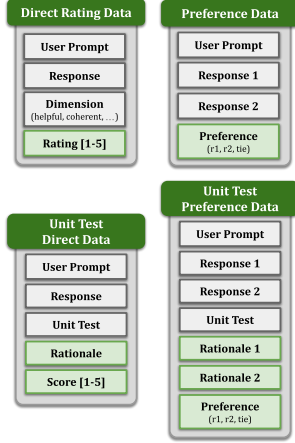 Direct Rating Data
User Prompt
Response
Dimension
(helpful, coherent, …)
Rating [1-5]
Preference Data
User Prompt
Response 1
Response 2
Preference
(r1, r2, tie)
Unit Test
Direct Data
User Prompt
Response
Unit Test
Rationale
Score [1-5]
Unit Test
Preference Data
User Prompt
Response 1
Response 2
Unit Test
Rationale 1
Rationale 2
Preference
(r1, r2, tie)